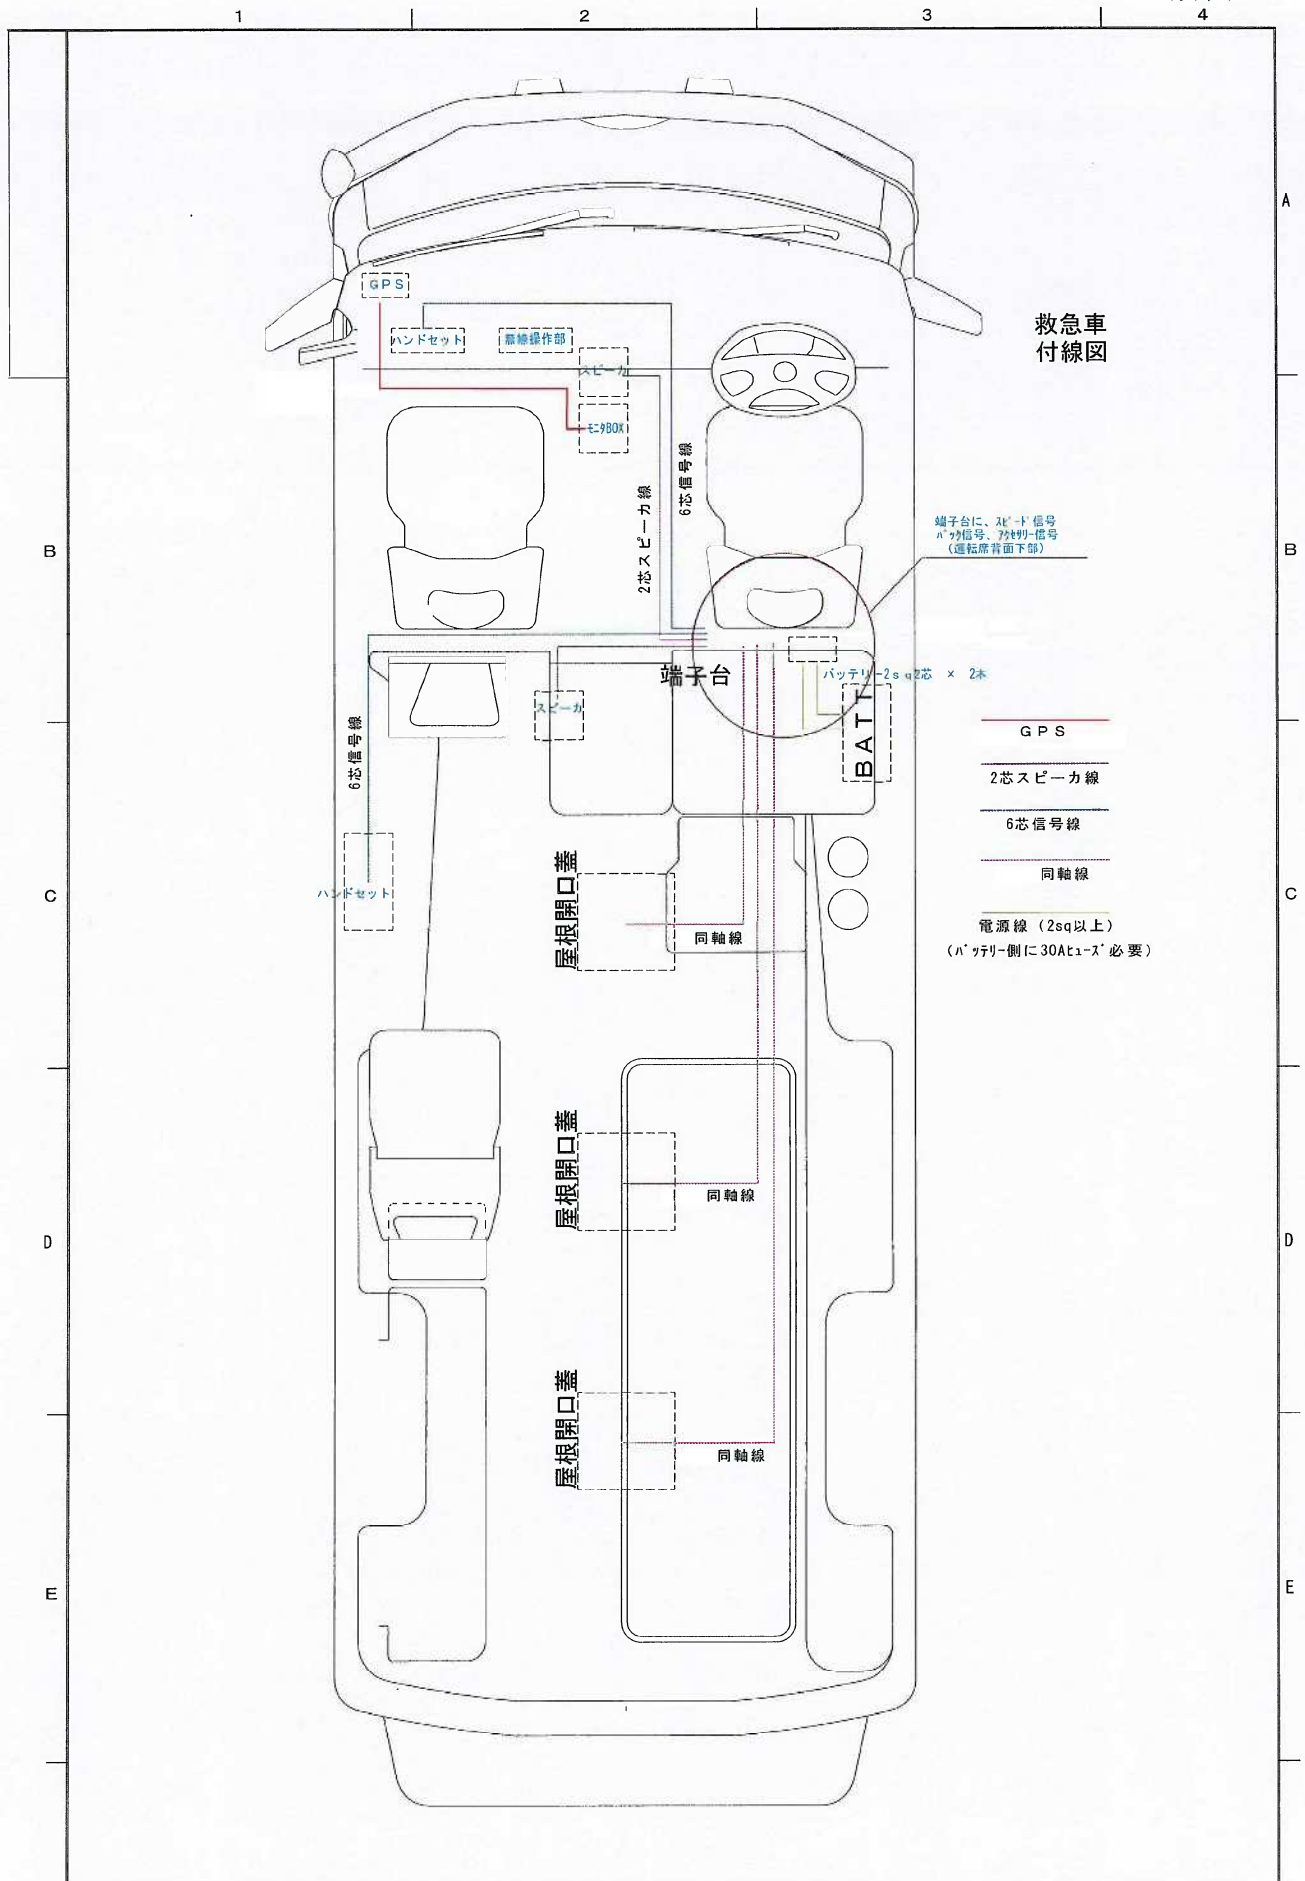 1 2 3 4
A
救急車
付線図
GPS
ハンドセット
無線操作部
スピーカ
モニタBOX
6芯信号線
2芯スピーカ線
B B
端子台に、スピード信号
バック信号、アクセサリー信号
(運転席背面下部)
端子台
バッテリー2sq2芯 × 2本
スピーカ
BATT
6芯信号線
GPS
2芯スピーカ線
6芯信号線
同軸線
電源線(2sq以上)
(バッテリー側に30Aヒューズ必要)
C C
ハンドセット
屋根開口蓋
同軸線
屋根開口蓋
同軸線
D D
屋根開口蓋
同軸線
E E